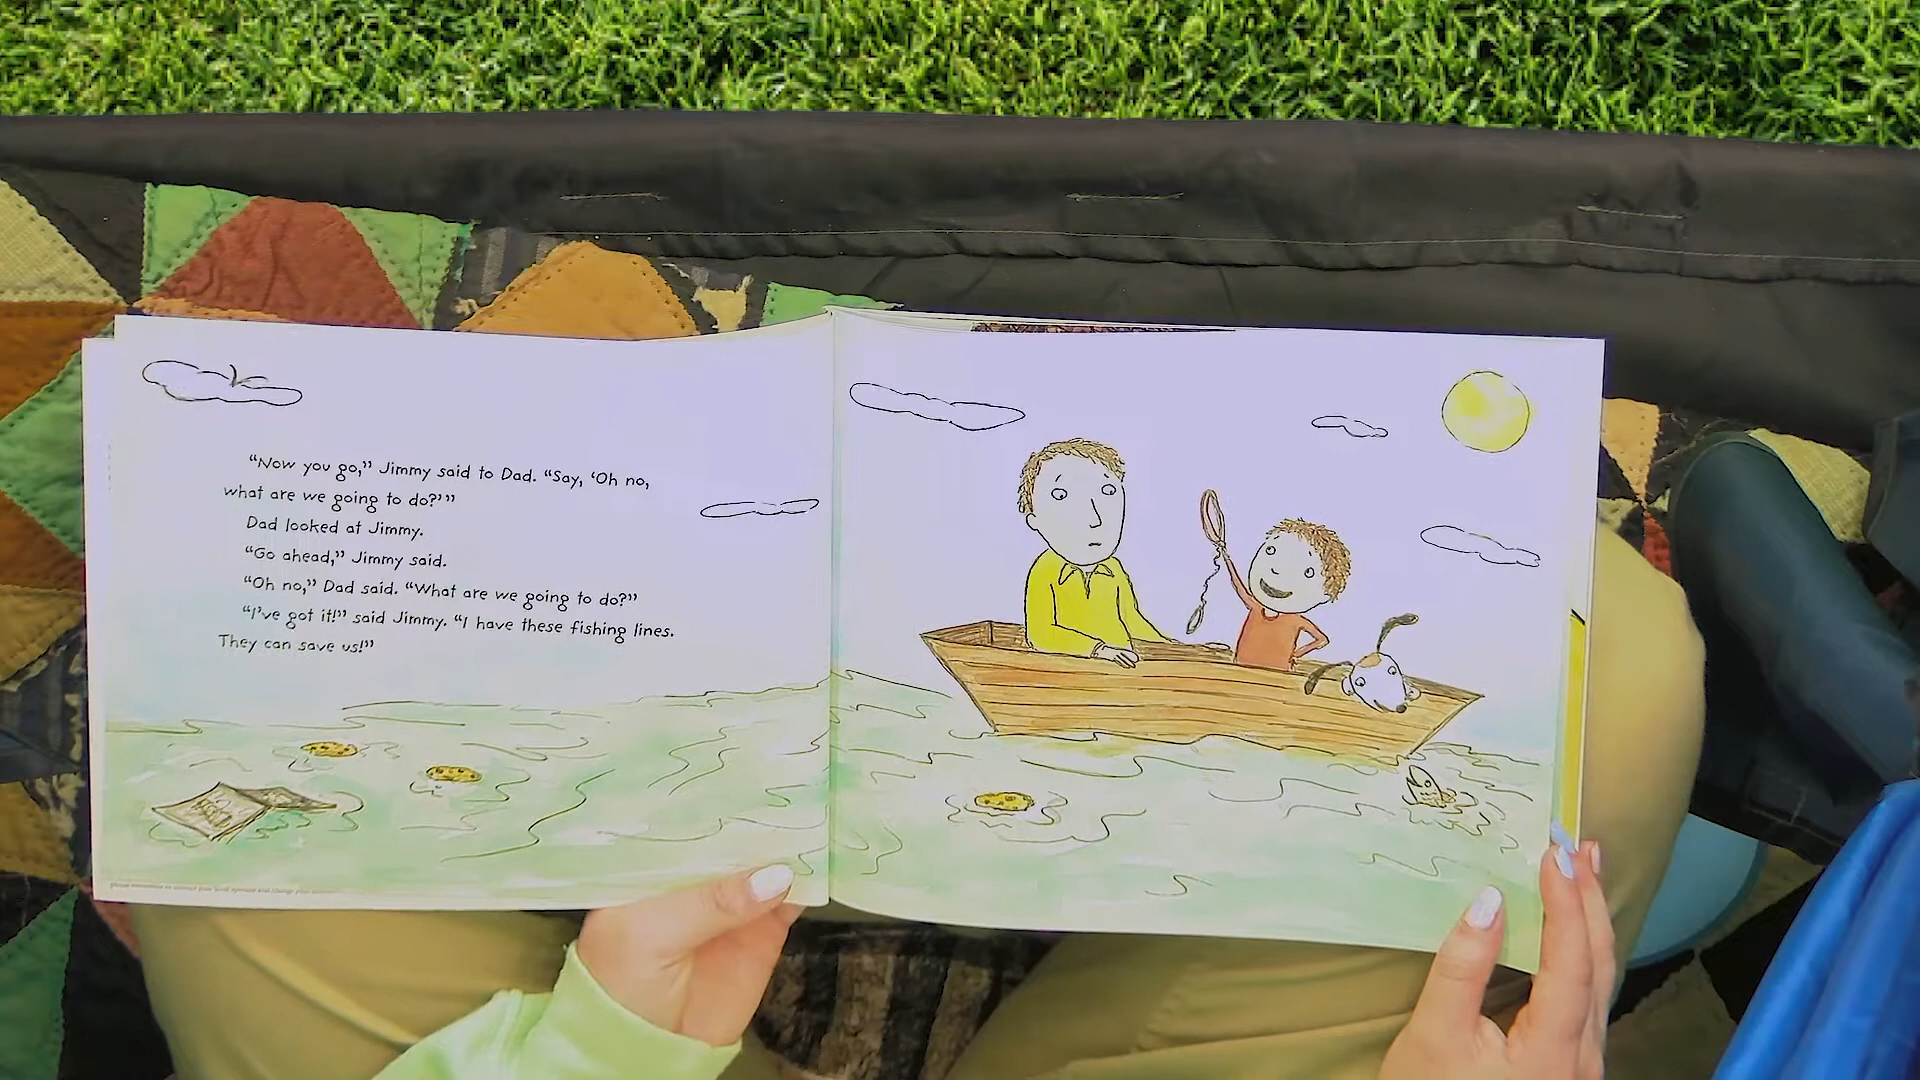 “Now you go,” Jimmy said to Dad. “Say, ‘Oh no,
what are we going to do?’”
Dad looked at Jimmy.
“Go ahead,” Jimmy said.
“Oh no,” Dad said. “What are we going to do?”
“I’ve got it!” said Jimmy. “I have these fishing lines.
They can save us!”